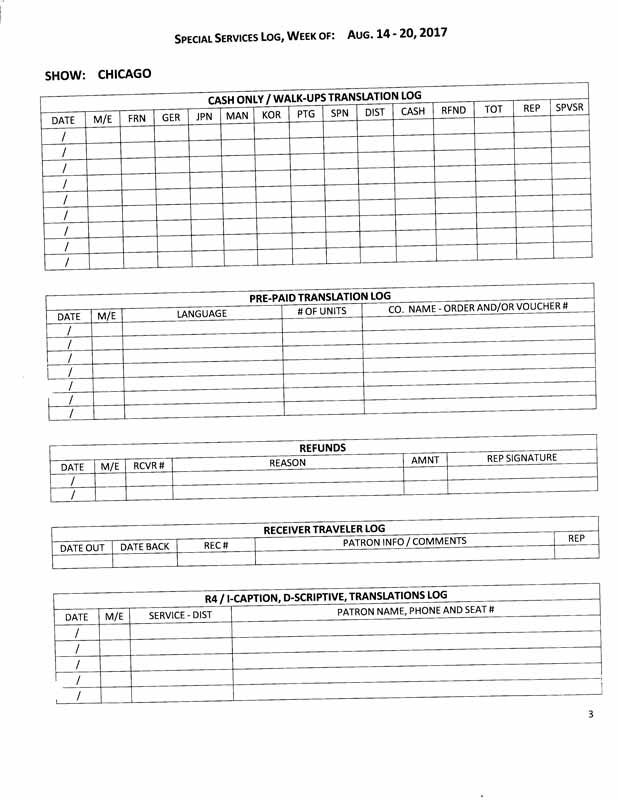 SPECIAL SERVICES LOG, WEEK OF: AUG. 14 - 20, 2017
SHOW: CHICAGO
CASH ONLY / WALK-UPS TRANSLATION LOG
DATE M/E FRN GER JPN MAN KOR PTG SPN DIST CASH RFND TOT REP SPVSR
/
/
/
/
/
/
/
/
/
PRE-PAID TRANSLATION LOG
DATE M/E LANGUAGE # OF UNITS CO. NAME - ORDER AND/OR VOUCHER #
/
/
/
/
/
/
/
REFUNDS
DATE M/E RCVR # REASON AMNT REP SIGNATURE
/
/
RECEIVER TRAVELER LOG
DATE OUT DATE BACK REC # PATRON INFO / COMMENTS REP
R4 / I-CAPTION, D-SCRIPTIVE, TRANSLATIONS LOG
DATE M/E SERVICE - DIST PATRON NAME, PHONE AND SEAT #
/
/
/
/
/
3